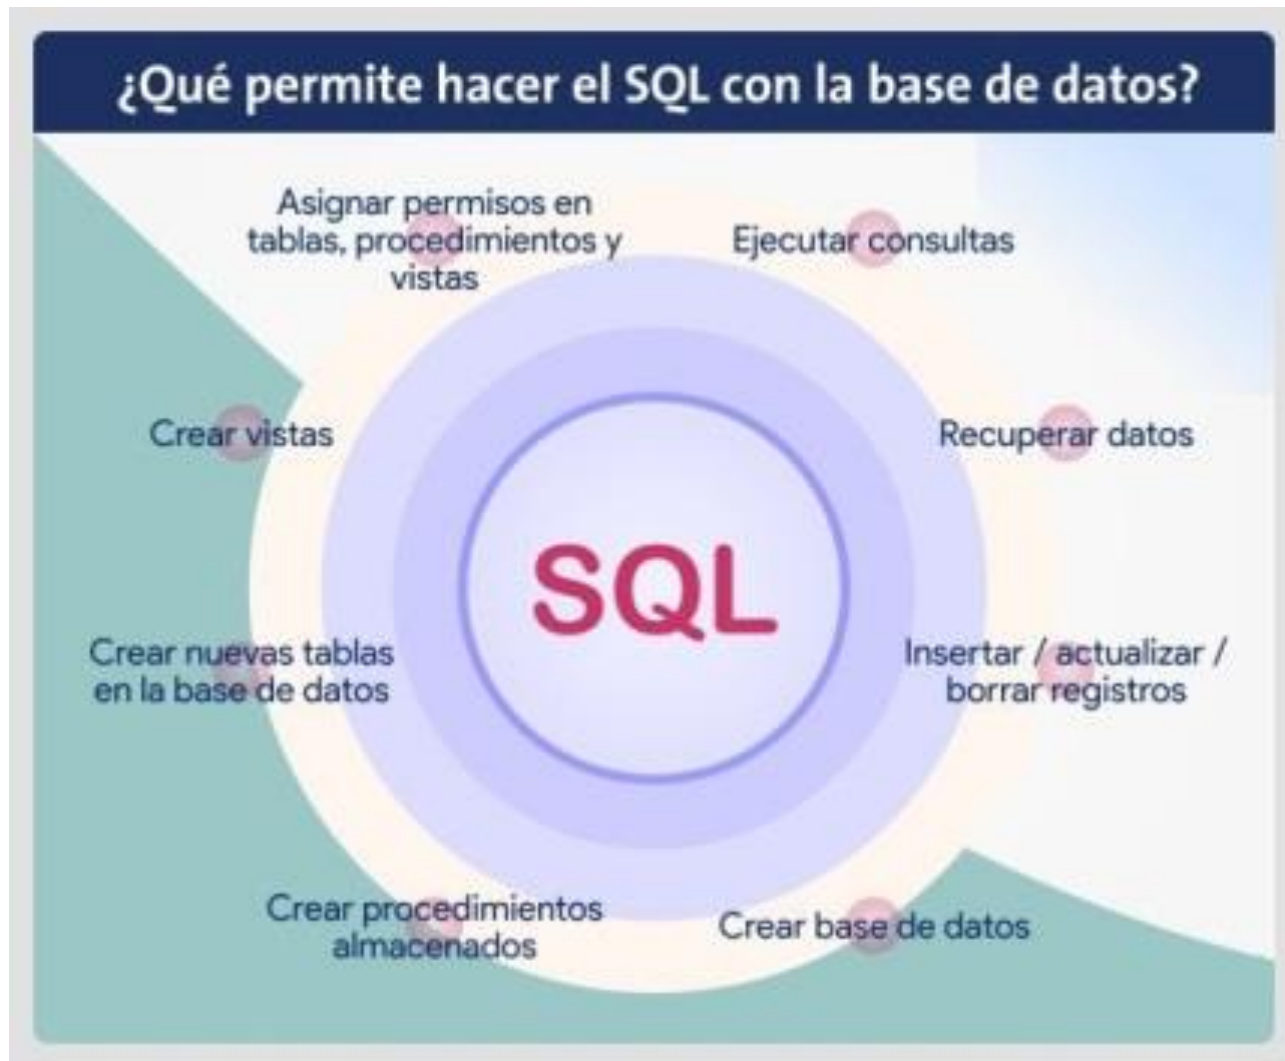 ¿Qué permite hacer el SQL con la base de datos?
Asignar permisos en
tablas, procedimientos y
vistas
Ejecutar consultas
Crear vistas
Recuperar datos
SQL
Crear nuevas tablas
en la base de datos
Insertar / actualizar /
borrar registros
Crear procedimientos
almacenados
Crear base de datos